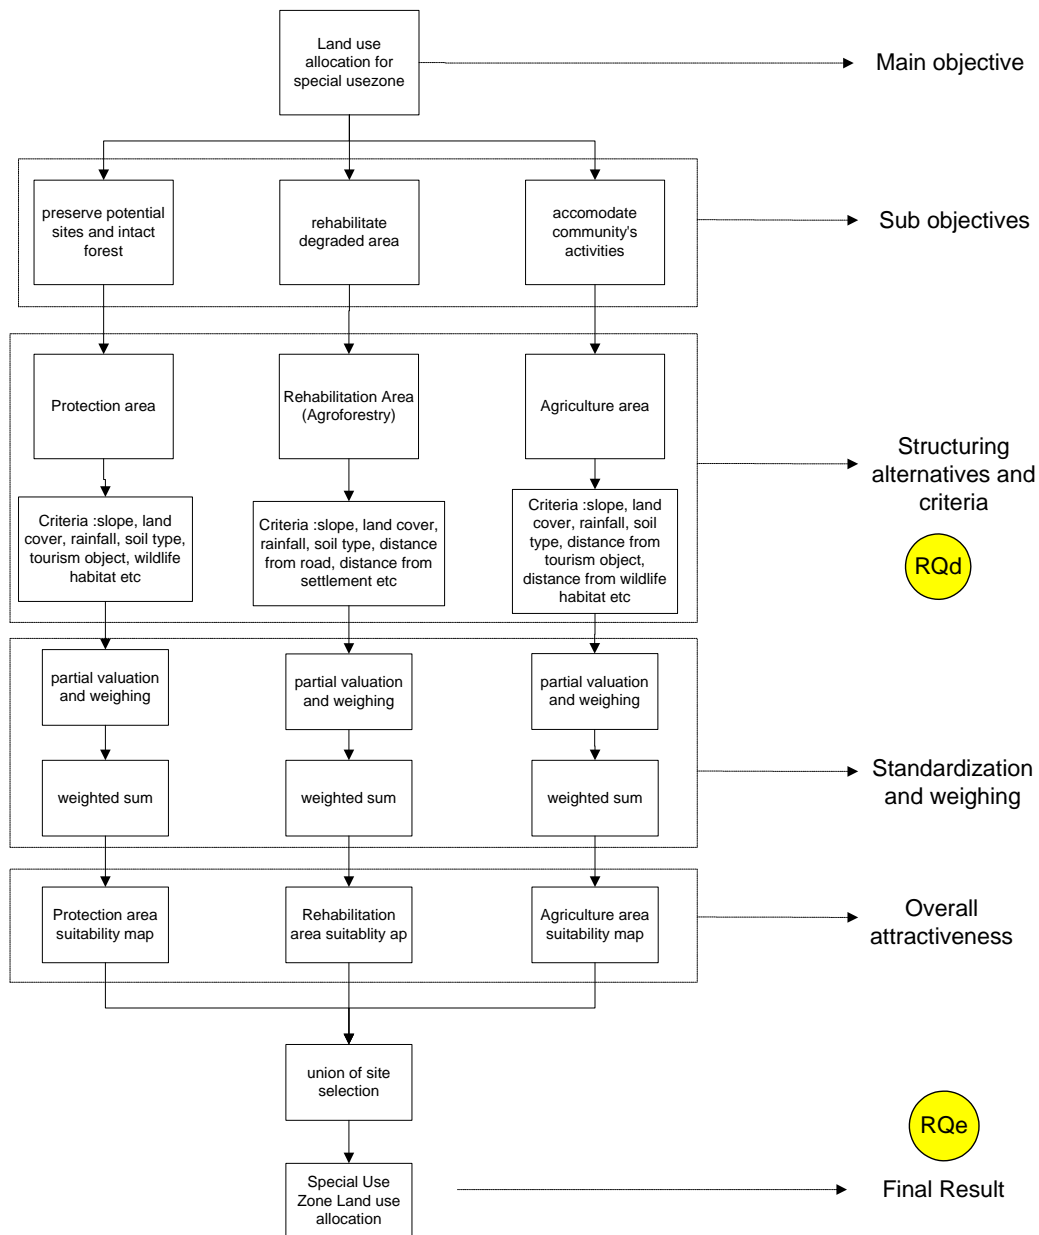 Land use
allocation for
special usezone
Main objective
preserve potential
sites and intact
forest
rehabilitate
degraded area
accomodate
community's
activities
Sub objectives
Protection area
Rehabilitation Area
(Agroforestry)
Agriculture area
Structuring
alternatives and
criteria
Criteria :slope, land
cover, rainfall, soil type,
tourism object, wildlife
habitat etc
Criteria :slope, land cover,
rainfall, soil type, distance
from road, distance from
settlement etc
Criteria :slope, land
cover, rainfall, soil
type, distance from
tourism object,
distance from wildlife
habitat etc
RQd
partial valuation
and weighing
partial valuation
and weighing
partial valuation
and weighing
weighted sum
weighted sum
weighted sum
Standardization
and weighing
Protection area
suitability map
Rehabilitation
area suitablity ap
Agriculture area
suitability map
Overall
attractiveness
union of site
selection
RQe
Special Use
Zone Land use
allocation
Final Result